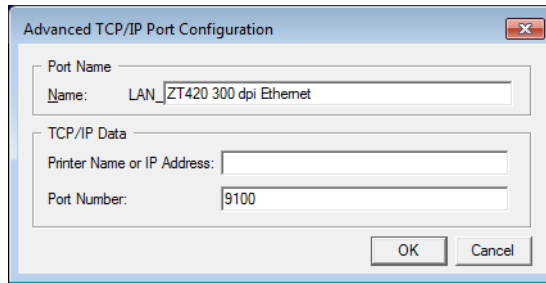 Advanced TCP/IP Port Configuration
Port Name
Name: LAN_ZT420 300 dpi Ethernet
TCP/IP Data
Printer Name or IP Address:
Port Number: 9100
OK Cancel